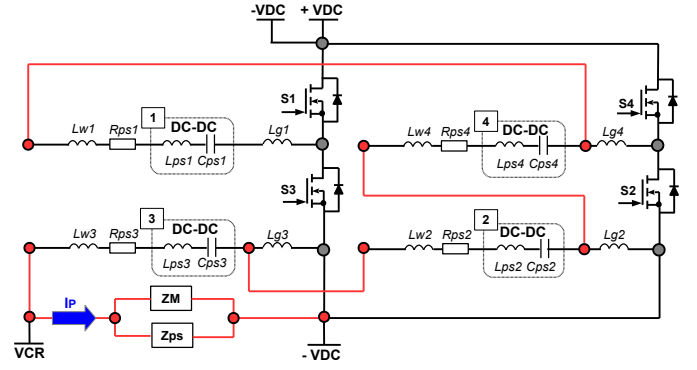 -VDC
+ VDC
S1
S4
1
DC-DC
Lw1
Rps1
Lps1
Cps1
Lg1
4
DC-DC
Lw4
Rps4
Lps4
Cps4
Lg4
S3
S2
3
DC-DC
Lw3
Rps3
Lps3
Cps3
Lg3
2
DC-DC
Lw2
Rps2
Lps2
Cps2
Lg2
IP
ZM
Zps
VCR
- VDC